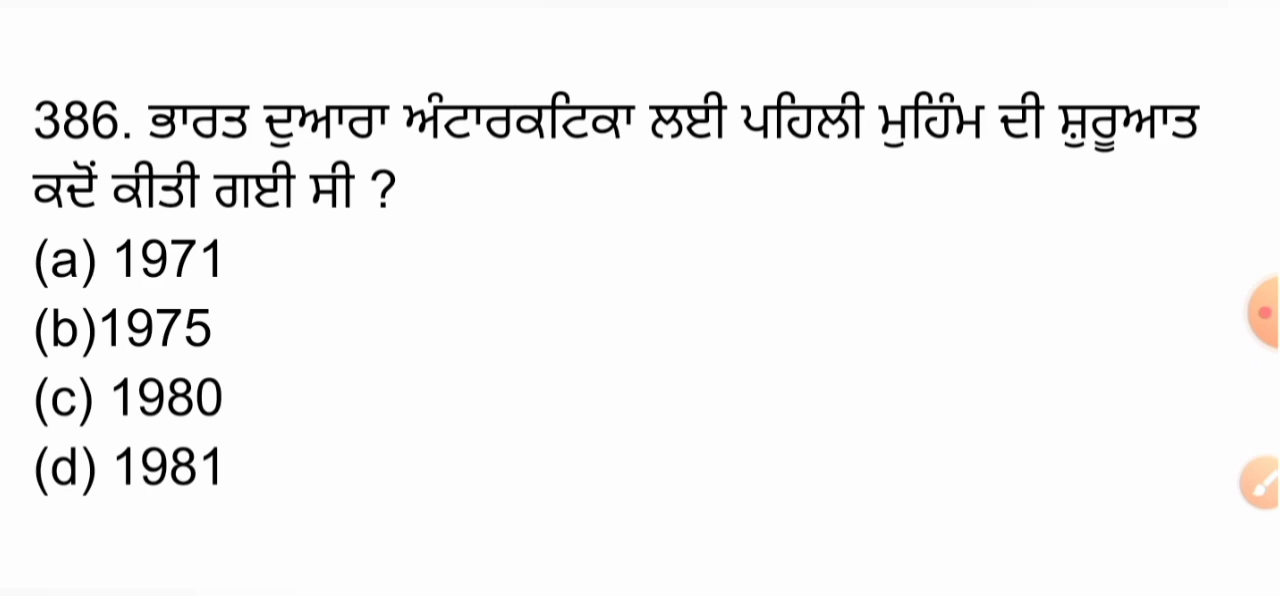 386. ਭਾਰਤ ਦੁਆਰਾ ਅੰਟਾਰਕਟਿਕਾ ਲਈ ਪਹਿਲੀ ਮੁਹਿੰਮ ਦੀ ਸ਼ੁਰੂਆਤ
ਕਦੋਂ ਕੀਤੀ ਗਈ ਸੀ ?
(a) 1971
(b)1975
(c) 1980
(d) 1981